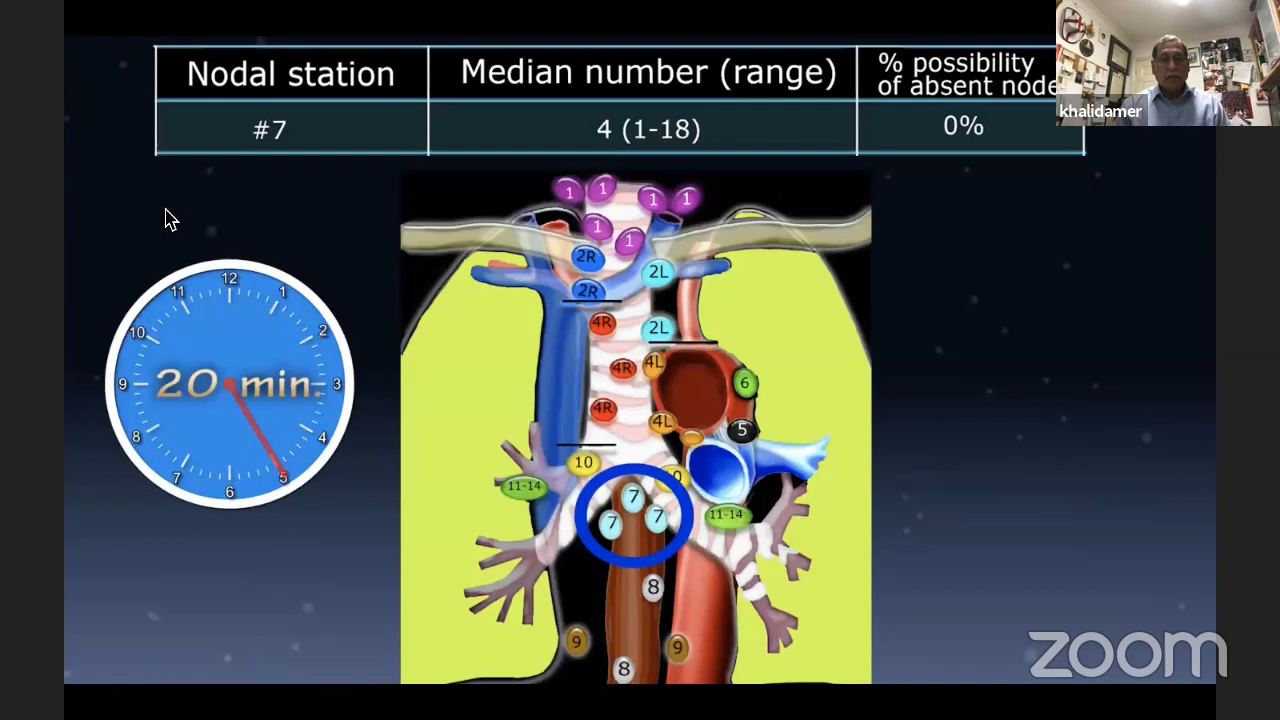 Nodal station
Median number (range)
% possibility
of absent node
#7
4 (1-18)
0%
khalidamer
1
1
1
1
1
1
2R
2L
2R
4R
2L
4R
4L
6
4R
4L
5
10
10
11-14
7
7
7
11-14
8
9
9
8
12
1
2
3
4
5
6
7
8
9
10
11
20 min.
zoom